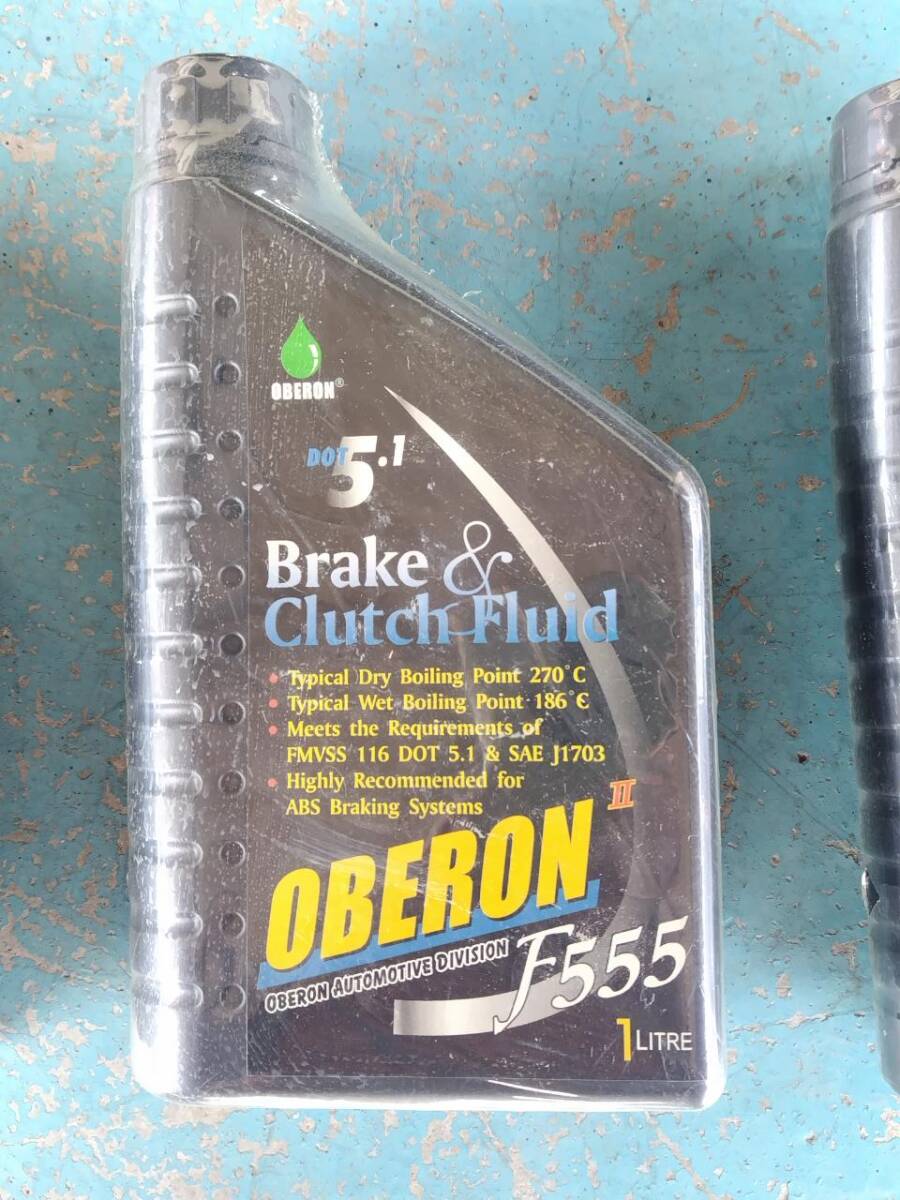 OBERON®
DOT 5.1
Brake &
Clutch Fluid
• Typical Dry Boiling Point 270°C
• Typical Wet Boiling Point 186°C
• Meets the Requirements of
FMVSS 116 DOT 5.1 & SAE J1703
• Highly Recommended for
ABS Braking Systems
OBERON II
OBERON AUTOMOTIVE DIVISION
F555
1 LITRE